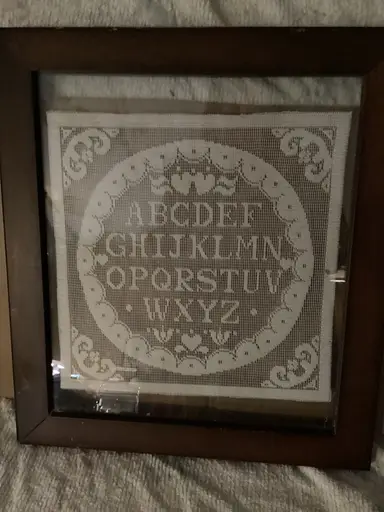 ABCDEF
GHIJKLMN
OPQRSTUV
WXYZ